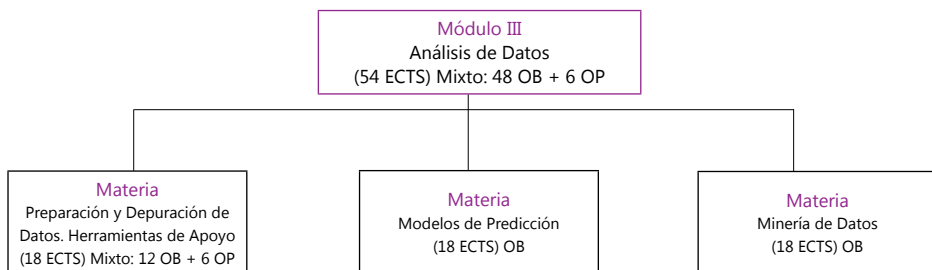 Módulo III
Análisis de Datos
(54 ECTS) Mixto: 48 OB + 6 OP
Materia
Preparación y Depuración de
Datos. Herramientas de Apoyo
(18 ECTS) Mixto: 12 OB + 6 OP
Materia
Modelos de Predicción
(18 ECTS) OB
Materia
Minería de Datos
(18 ECTS) OB